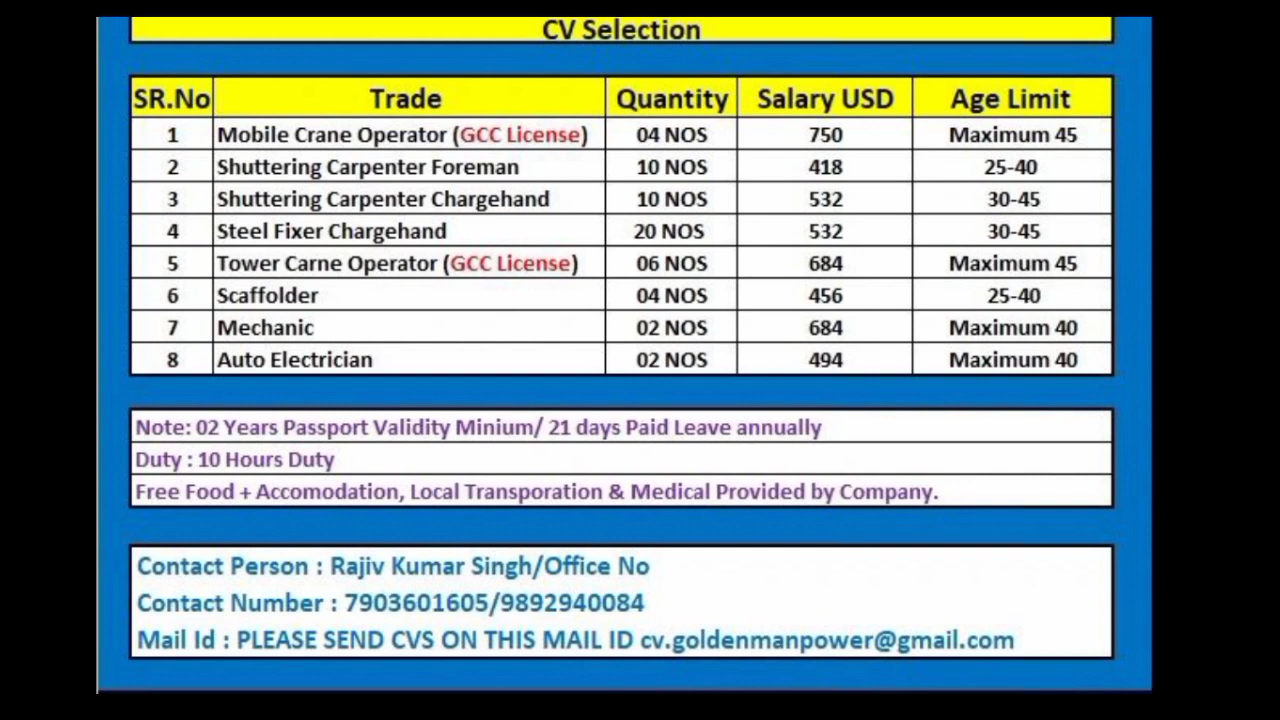 CV Selection
SR.No Trade Quantity Salary USD Age Limit
1 Mobile Crane Operator (GCC License) 04 NOS 750 Maximum 45
2 Shuttering Carpenter Foreman 10 NOS 418 25-40
3 Shuttering Carpenter Chargehand 10 NOS 532 30-45
4 Steel Fixer Chargehand 20 NOS 532 30-45
5 Tower Carne Operator (GCC License) 06 NOS 684 Maximum 45
6 Scaffolder 04 NOS 456 25-40
7 Mechanic 02 NOS 684 Maximum 40
8 Auto Electrician 02 NOS 494 Maximum 40
Note: 02 Years Passport Validity Minium/ 21 days Paid Leave annually
Duty : 10 Hours Duty
Free Food + Accomodation, Local Transporation & Medical Provided by Company.
Contact Person : Rajiv Kumar Singh/Office No
Contact Number : 7903601605/9892940084
Mail Id : PLEASE SEND CVS ON THIS MAIL ID cv.goldenmanpower@gmail.com